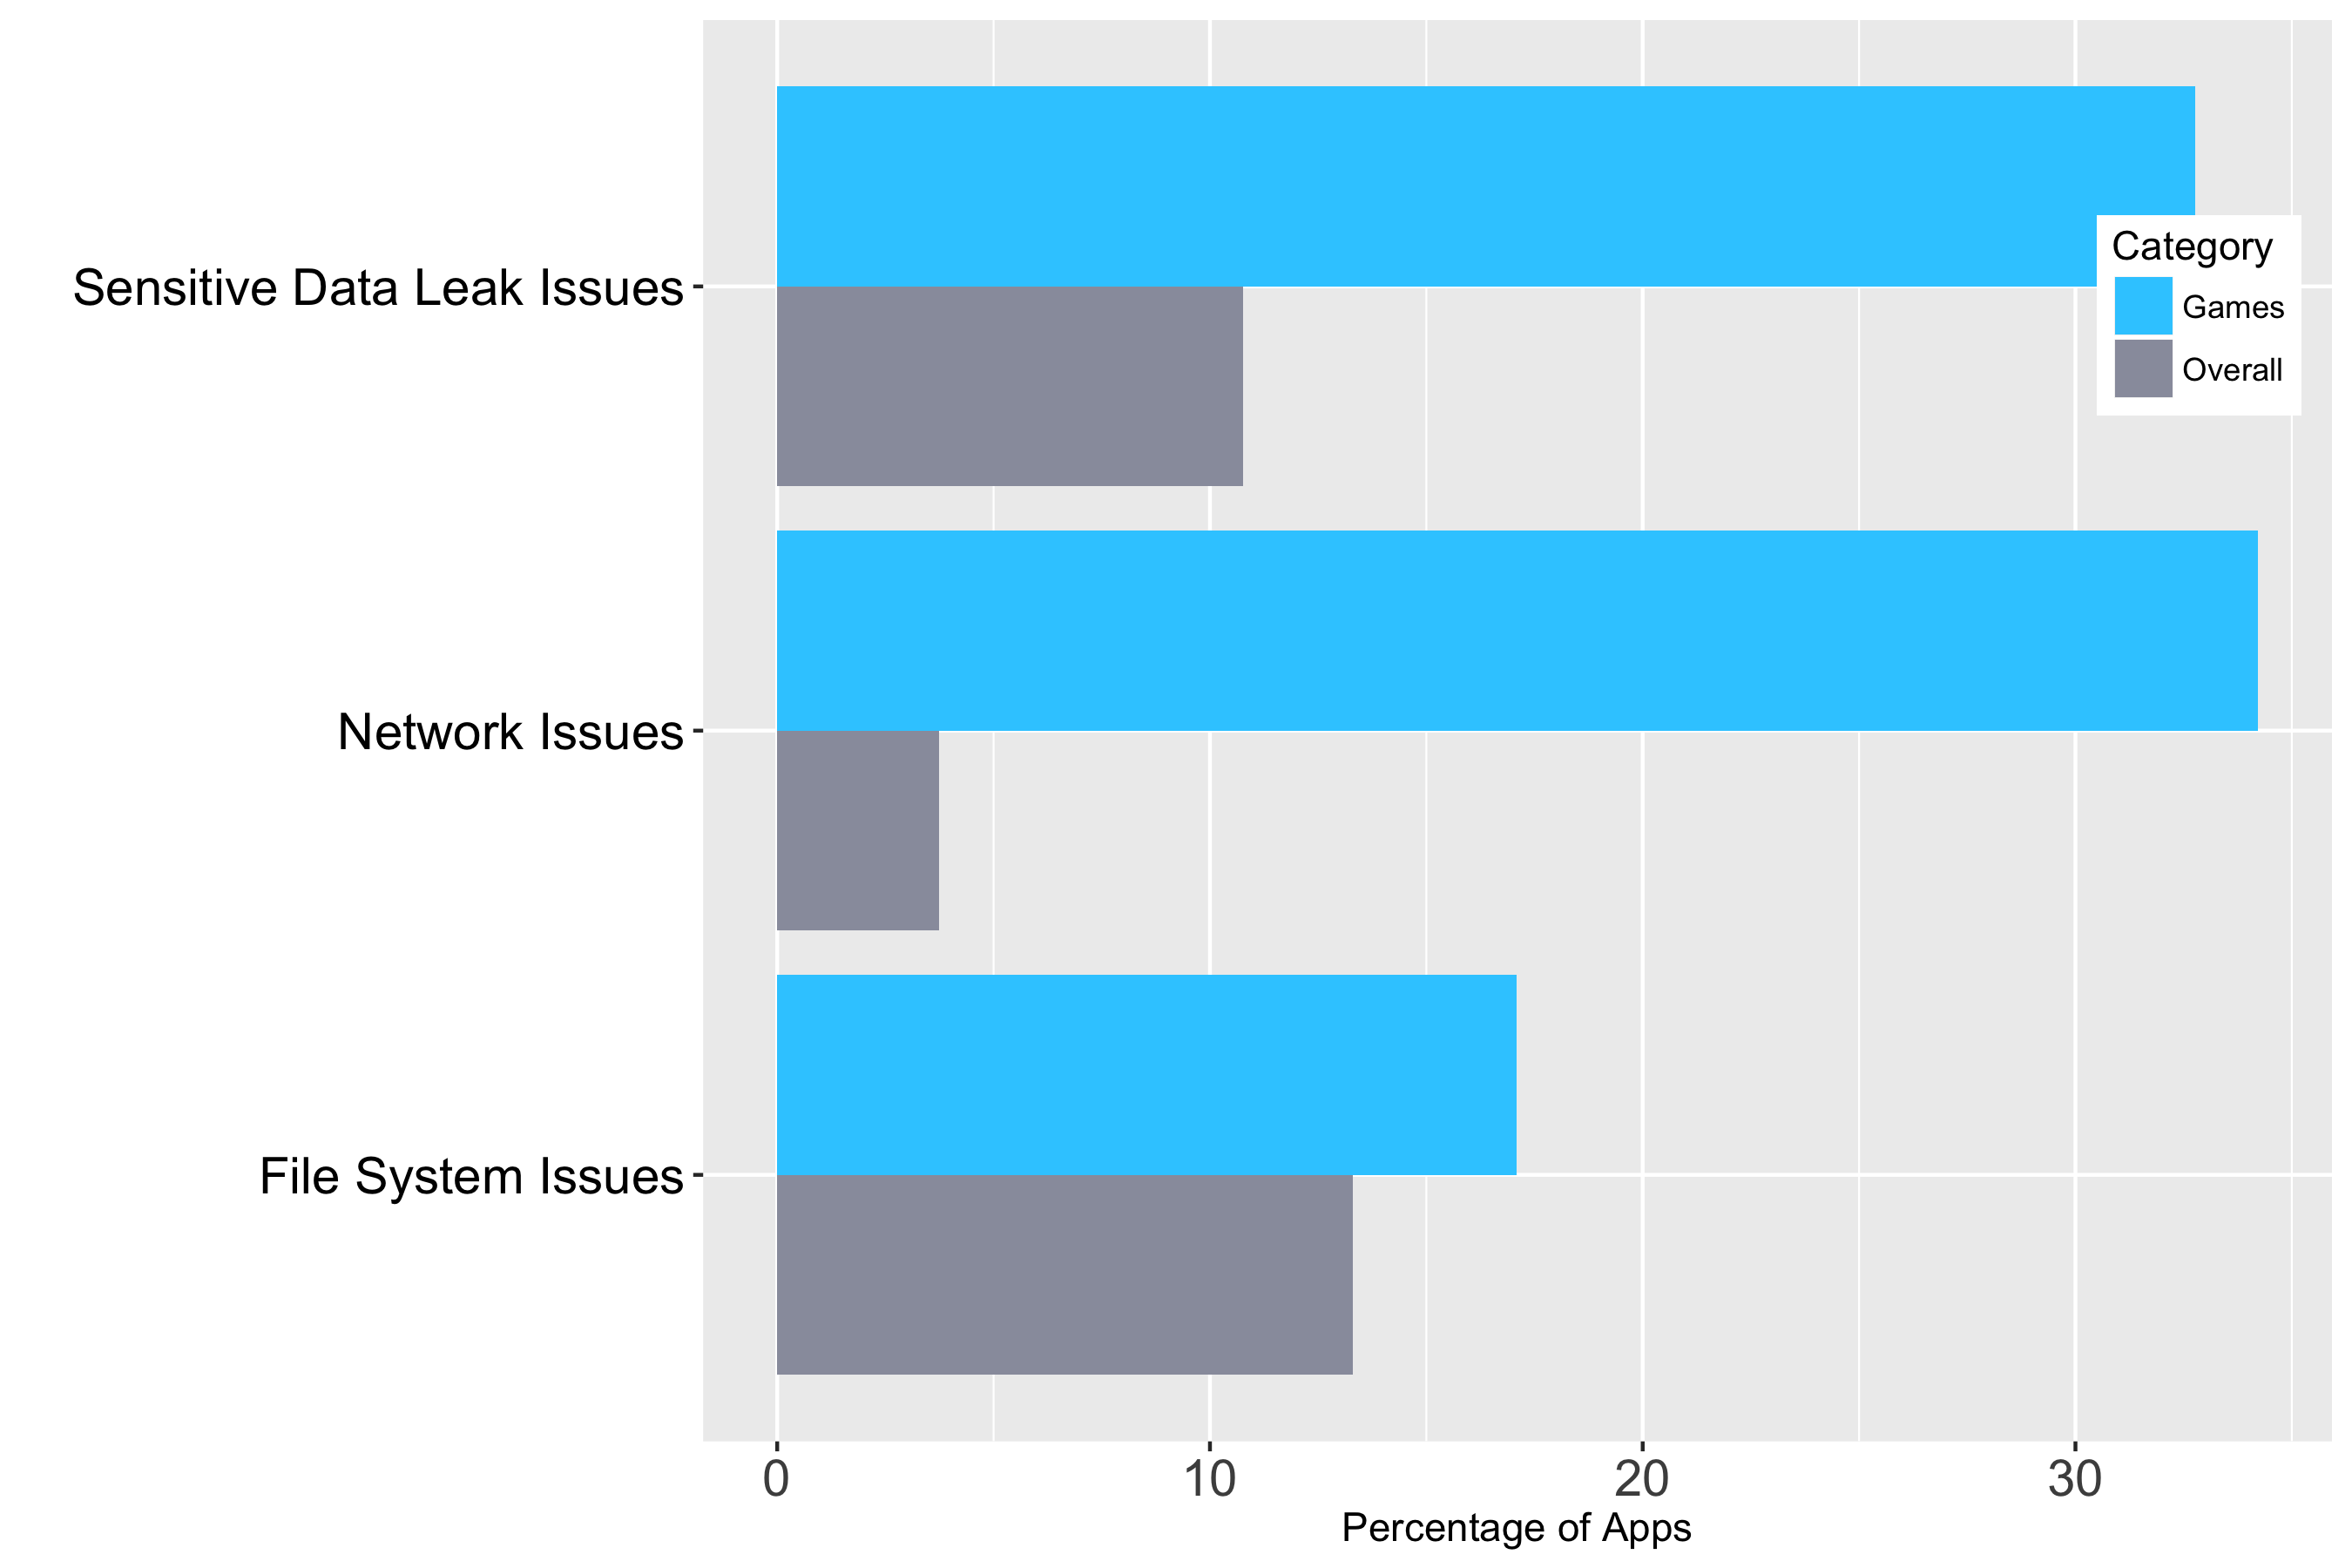 Sensitive Data Leak Issues
Category
Games
Overall
Network Issues
File System Issues
0 10 20 30
Percentage of Apps